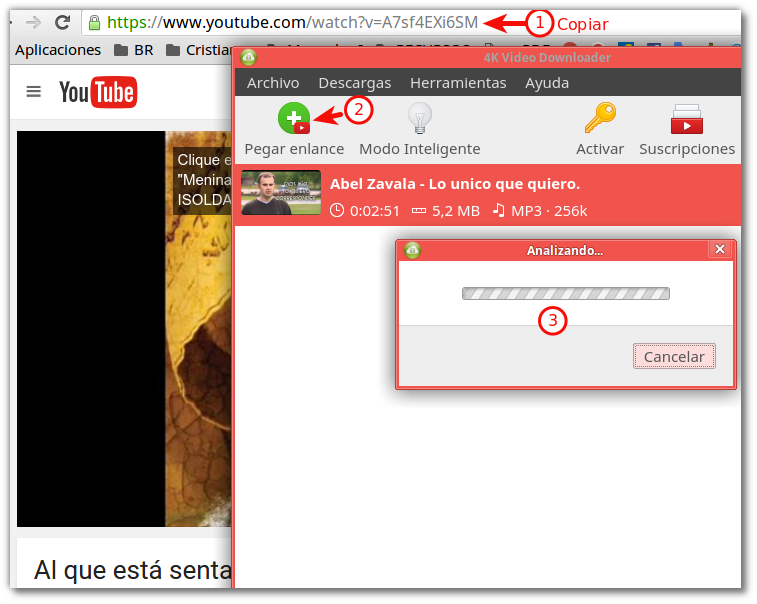 https://www.youtube.com/watch?v=A7sf4EXi6SM
1 Copiar
Aplicaciones BR
YouTube
Clique e
"Menina
ISOLDA
Al que está senta
4K Video Downloader
Archivo Descargas Herramientas Ayuda
2
Pegar enlance Modo Inteligente Activar Suscripciones
Abel Zavala - Lo unico que quiero.
0:02:51 5,2 MB MP3 · 256k
Analizando...
3
Cancelar